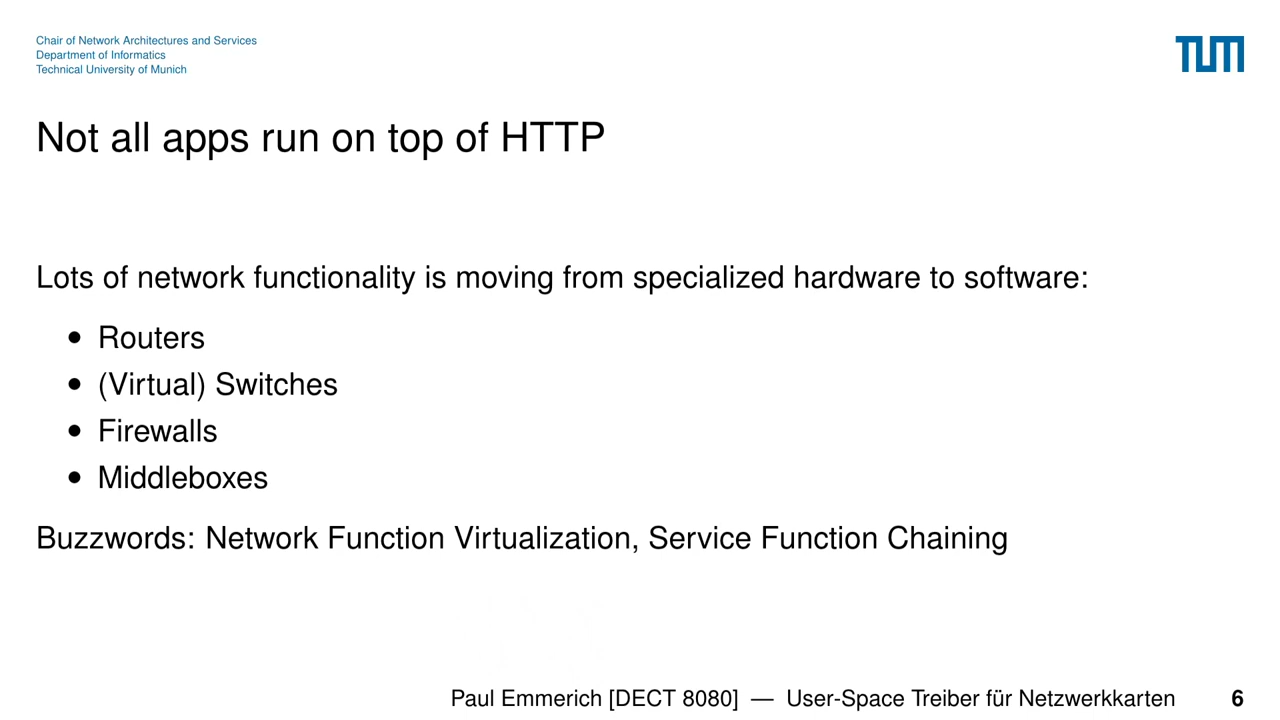 Chair of Network Architectures and Services
Department of Informatics
Technical University of Munich
TUM
Not all apps run on top of HTTP
Lots of network functionality is moving from specialized hardware to software:
• Routers
• (Virtual) Switches
• Firewalls
• Middleboxes
Buzzwords: Network Function Virtualization, Service Function Chaining
Paul Emmerich [DECT 8080] — User-Space Treiber für Netzwerkkarten 6